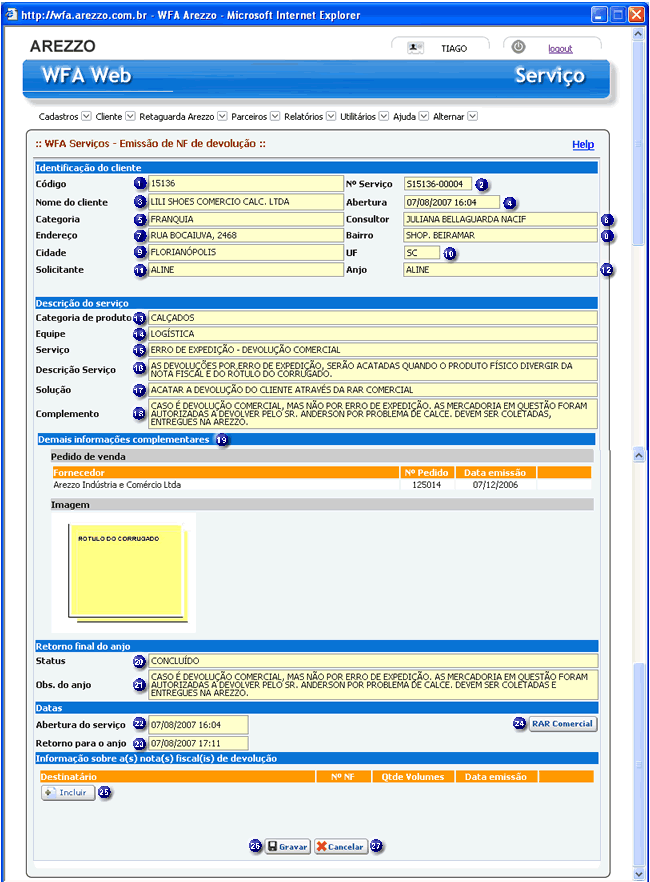 http://wfa.arezzo.com.br - WFA Arezzo - Microsoft Internet Explorer
AREZZO
TIAGO
logout
WFA Web
Serviço
Cadastros Cliente Retaguarda Arezzo Parceiros Relatórios Utilitários Ajuda Alternar
:: WFA Serviços - Emissão de NF de devolução ::
Help
Identificação do cliente
Código 1 15136 Nº Serviço S15136-00004 2
Nome do cliente 3 LILI SHOES COMERCIO CALC. LTDA Abertura 07/08/2007 16:04 4
Categoria 5 FRANQUIA Consultor JULIANA BELLAGUARDA NACIF 6
Endereço 7 RUA BOCAIUVA, 2468 Bairro SHOP. BEIRAMAR 8
Cidade 9 FLORIANÓPOLIS UF SC 10
Solicitante 11 ALINE Anjo ALINE 12
Descrição do serviço
Categoria de produto 13 CALÇADOS
Equipe 14 LOGÍSTICA
Serviço 15 ERRO DE EXPEDIÇÃO - DEVOLUÇÃO COMERCIAL
Descrição Serviço 16 AS DEVOLUÇÕES POR ERRO DE EXPEDIÇÃO, SERÃO ACATADAS QUANDO O PRODUTO FÍSICO DIVERGIR DA
NOTA FISCAL E DO RÓTULO DO CORRUGADO.
Solução 17 ACATAR A DEVOLUÇÃO DO CLIENTE ATRAVÉS DA RAR COMERCIAL
Complemento 18 CASO É DEVOLUÇÃO COMERCIAL, MAS NÃO POR ERRO DE EXPEDIÇÃO. AS MERCADORIA EM QUESTÃO FORAM
AUTORIZADAS A DEVOLVER PELO SR. ANDERSON POR PROBLEMA DE CALCE. DEVEM SER COLETADAS,
ENTREGUES NA AREZZO.
Demais informações complementares 19
Pedido de venda
Fornecedor Nº Pedido Data emissão
Arezzo Indústria e Comércio Ltda 125014 07/12/2006
Imagem
ROTULO DO CORRUGADO
Retorno final do anjo
Status 20 CONCLUÍDO
Obs. do anjo 21 CASO É DEVOLUÇÃO COMERCIAL, MAS NÃO POR ERRO DE EXPEDIÇÃO. AS MERCADORIA EM QUESTÃO FORAM
AUTORIZADAS A DEVOLVER PELO SR. ANDERSON POR PROBLEMA DE CALCE. DEVEM SER COLETADAS E
ENTREGUES NA AREZZO.
Datas
Abertura do serviço 22 07/08/2007 16:04 24 RAR Comercial
Retorno para o anjo 23 07/08/2007 17:11
Informação sobre a(s) nota(s) fiscal(is) de devolução
Destinatário Nº NF Qtde Volumes Data emissão
Incluir 25
26 Gravar Cancelar 27